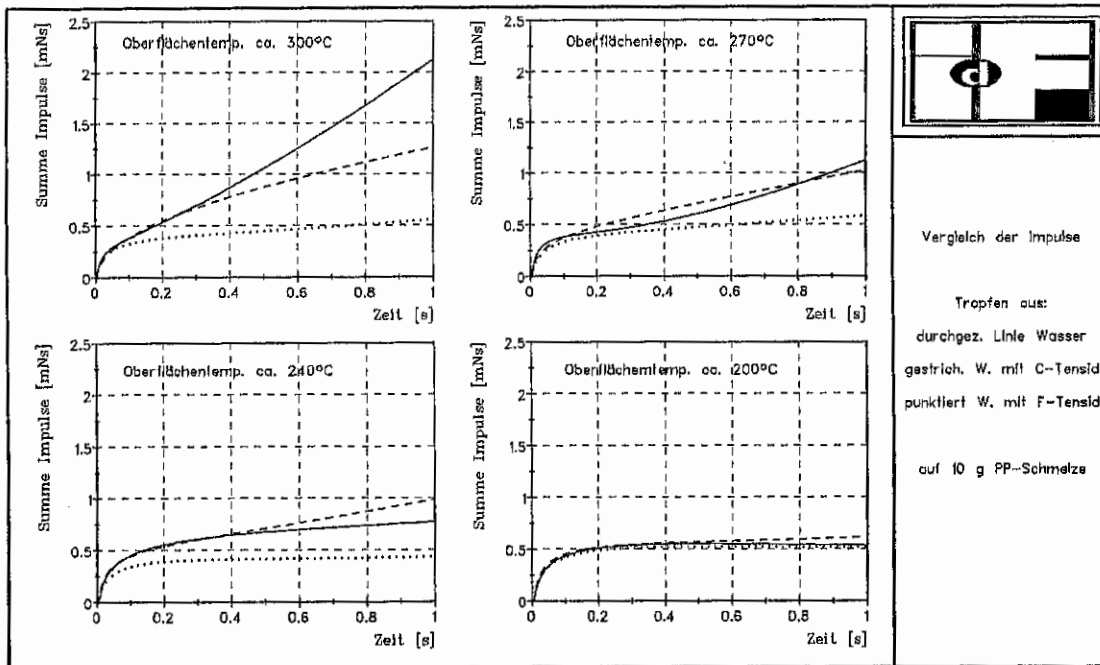 Summe Impulse [mNs]
2.5
2
1.5
1
0.5
0
Oberflächentemp. ca. 300°C
0 0.2 0.4 0.6 0.8 1
Zeit [s]
Summe Impulse [mNs]
2.5
2
1.5
1
0.5
0
Oberflächentemp. ca. 270°C
0 0.2 0.4 0.6 0.8 1
Zeit [s]
Summe Impulse [mNs]
2.5
2
1.5
1
0.5
0
Oberflächentemp. ca. 240°C
0 0.2 0.4 0.6 0.8 1
Zeit [s]
Summe Impulse [mNs]
2.5
2
1.5
1
0.5
0
Oberflächentemp. ca. 200°C
0 0.2 0.4 0.6 0.8 1
Zeit [s]
d
Vergleich der Impulse
Tropfen aus:
durchgez. Linie Wasser
gestrich. W. mit C-Tensid
punktiert W. mit F-Tensid
auf 10 g PP-Schmelze